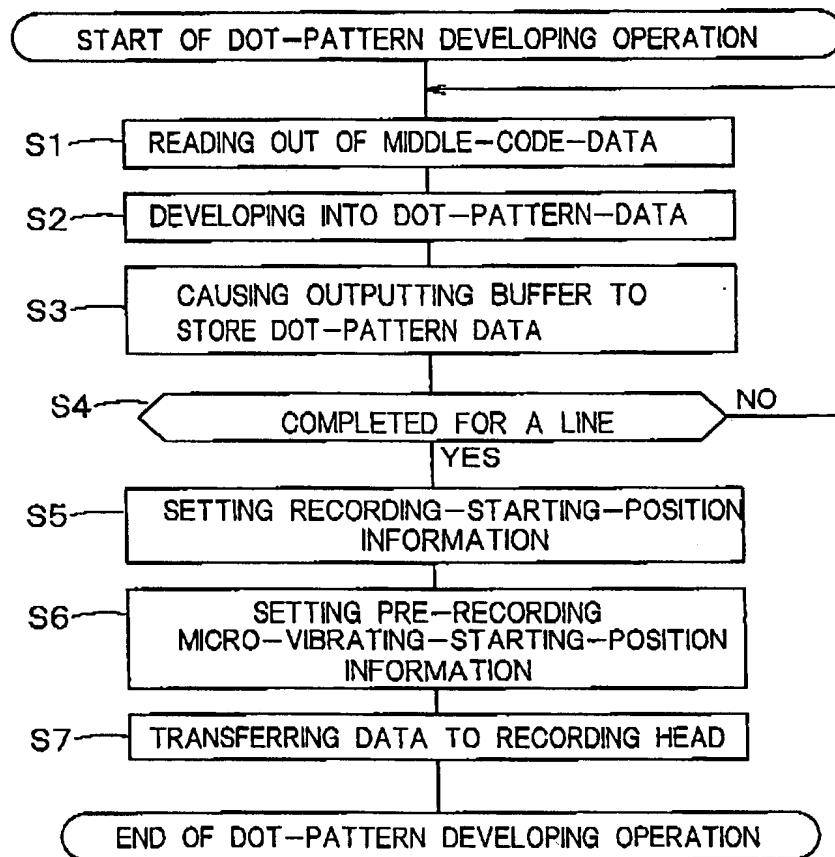 START OF DOT-PATTERN DEVELOPING OPERATION
S1
READING OUT OF MIDDLE-CODE-DATA
S2
DEVELOPING INTO DOT-PATTERN-DATA
S3
CAUSING OUTPUTTING BUFFER TO
STORE DOT-PATTERN DATA
S4
COMPLETED FOR A LINE
NO
YES
S5
SETTING RECORDING-STARTING-POSITION
INFORMATION
S6
SETTING PRE-RECORDING
MICRO-VIBRATING-STARTING-POSITION
INFORMATION
S7
TRANSFERRING DATA TO RECORDING HEAD
END OF DOT-PATTERN DEVELOPING OPERATION